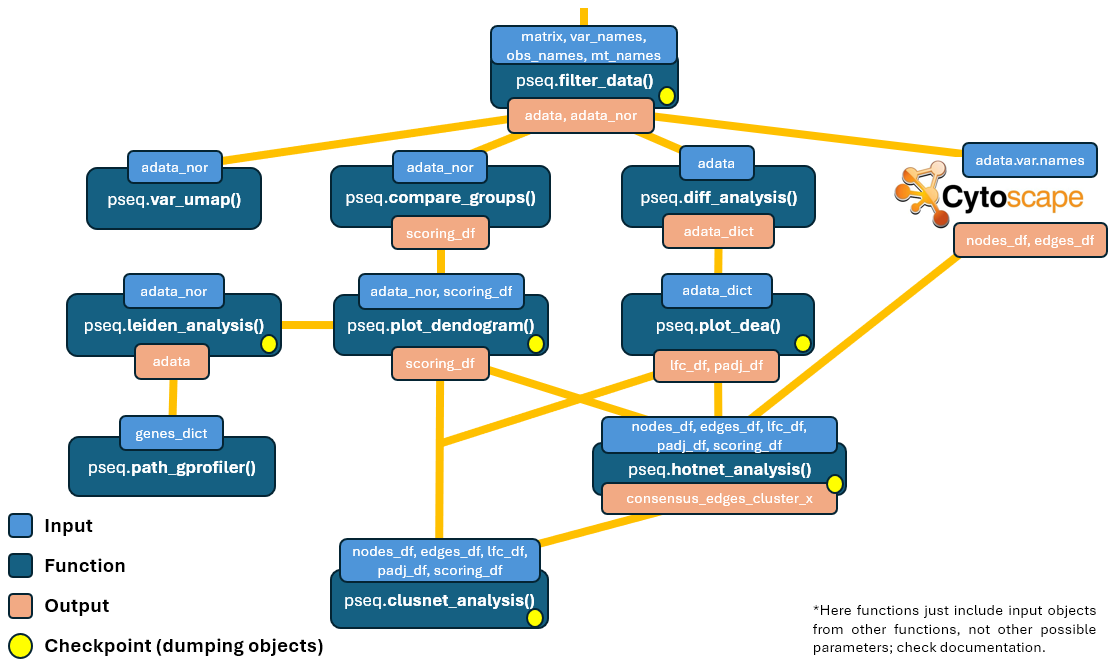 matrix, var_names,
obs_names, mt_names
pseq.filter_data()
adata, adata_nor
adata_nor
pseq.var_umap()
adata_nor
pseq.compare_groups()
scoring_df
adata
pseq.diff_analysis()
adata_dict
adata.var.names
Cytoscape
nodes_df, edges_df
adata_nor
pseq.leiden_analysis()
adata
adata_nor, scoring_df
pseq.plot_dendogram()
scoring_df
adata_dict
pseq.plot_dea()
lfc_df, padj_df
genes_dict
pseq.path_gprofiler()
nodes_df, edges_df, lfc_df,
padj_df, scoring_df
pseq.hotnet_analysis()
consensus_edges_cluster_x
nodes_df, edges_df, lfc_df,
padj_df, scoring_df
pseq.clusnet_analysis()
Input
Function
Output
Checkpoint (dumping objects)
*Here functions just include input objects
from other functions, not other possible
parameters; check documentation.